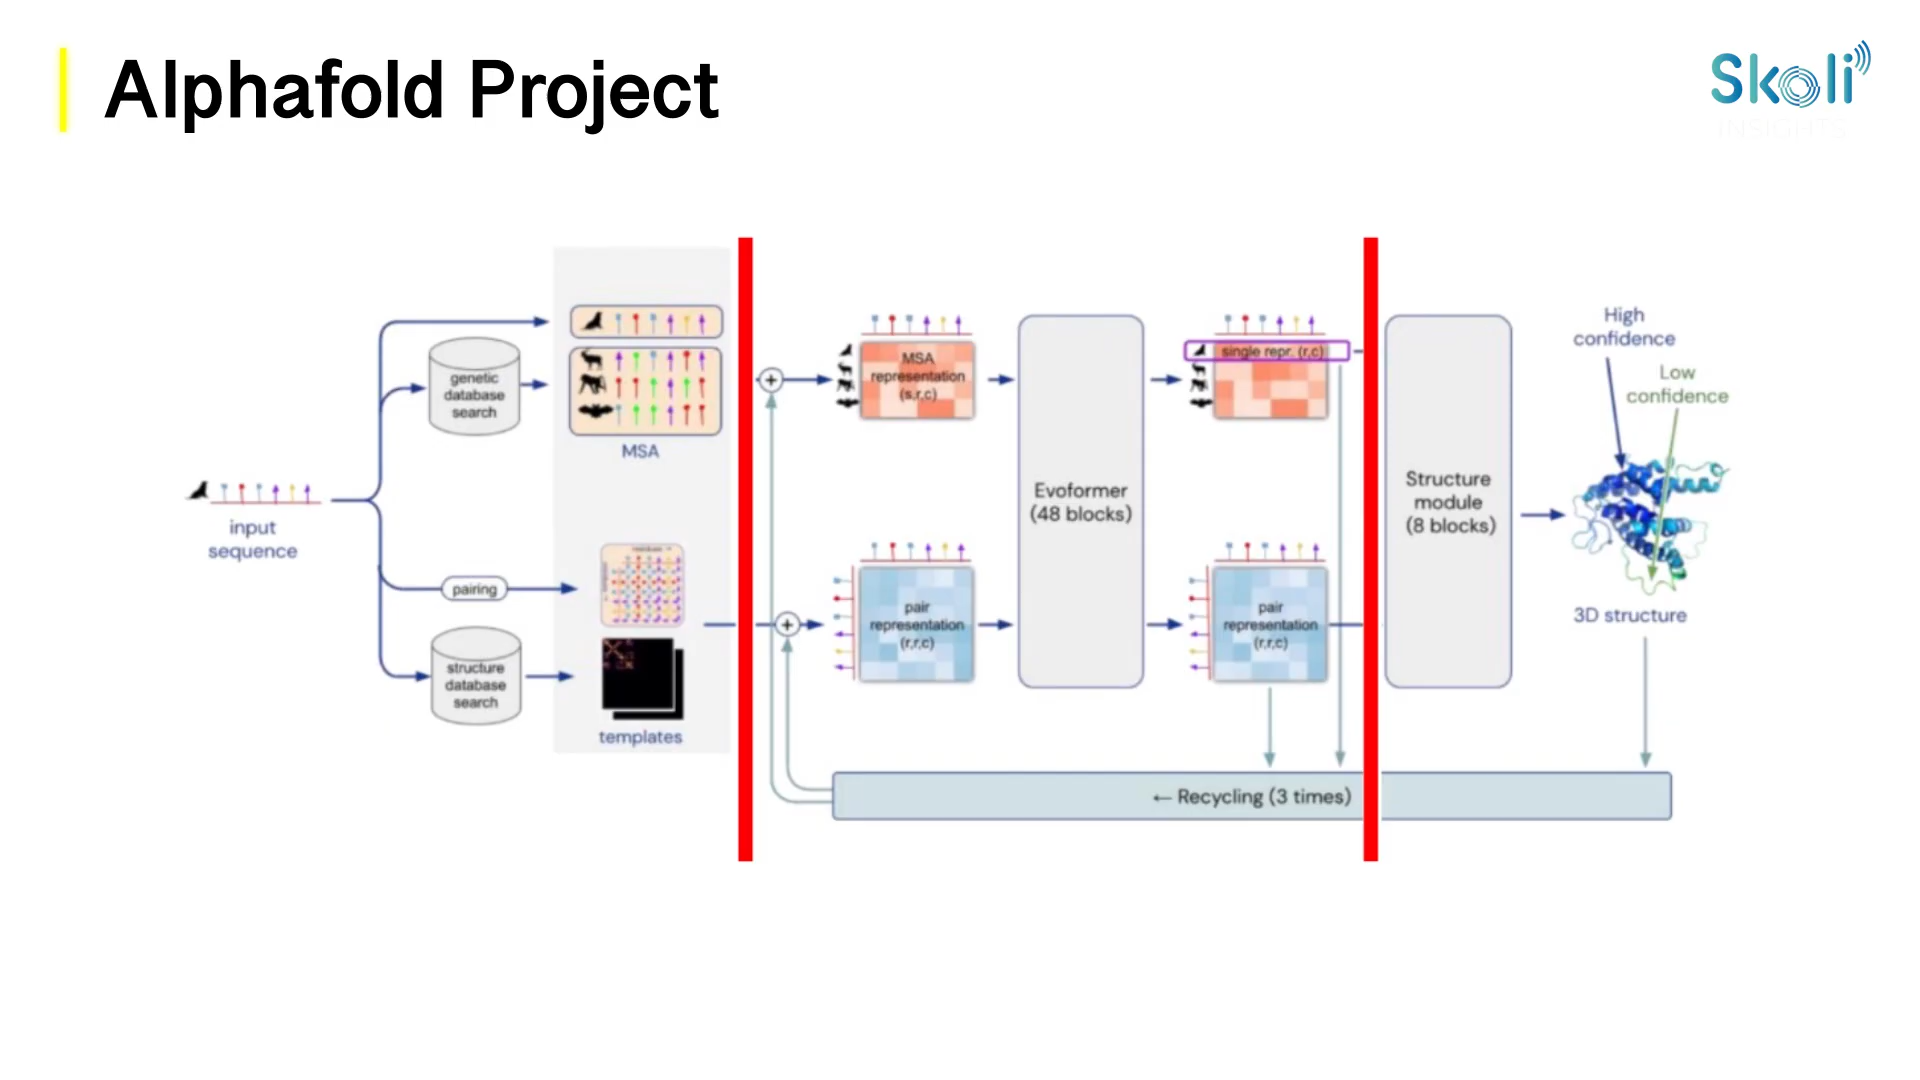 Alphafold Project
Skoli
INSIGHTS
input
sequence
genetic
database
search
pairing
structure
database
search
MSA
templates
MSA
representation
(s,r,c)
pair
representation
(r,r,c)
Evoformer
(48 blocks)
single repr. (r,c)
pair
representation
(r,r,c)
Structure
module
(8 blocks)
High
confidence
Low
confidence
3D structure
← Recycling (3 times)